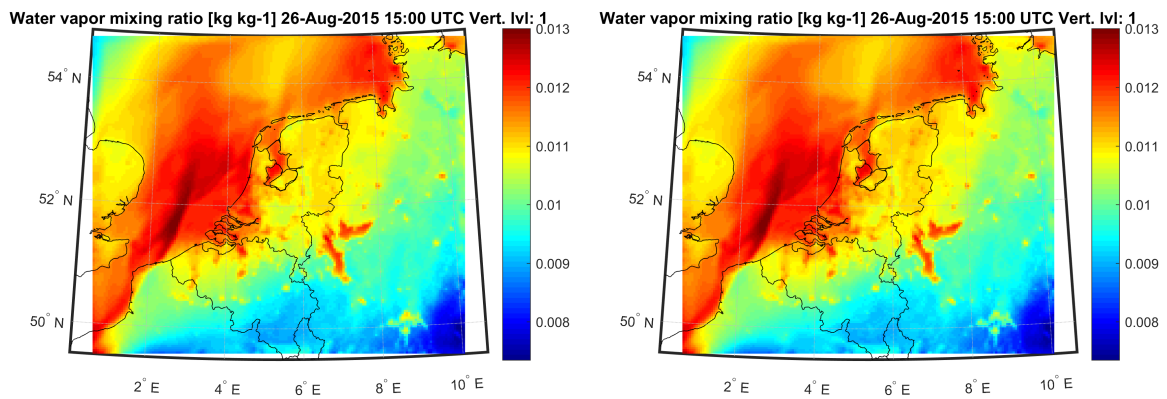 Water vapor mixing ratio [kg kg-1] 26-Aug-2015 15:00 UTC Vert. lvl: 1
0.013
54° N
0.012
0.011
52° N
0.01
0.009
50° N
0.008
2° E
4° E
6° E
8° E
10° E
Water vapor mixing ratio [kg kg-1] 26-Aug-2015 15:00 UTC Vert. lvl: 1
0.013
54° N
0.012
0.011
52° N
0.01
0.009
50° N
0.008
2° E
4° E
6° E
8° E
10° E